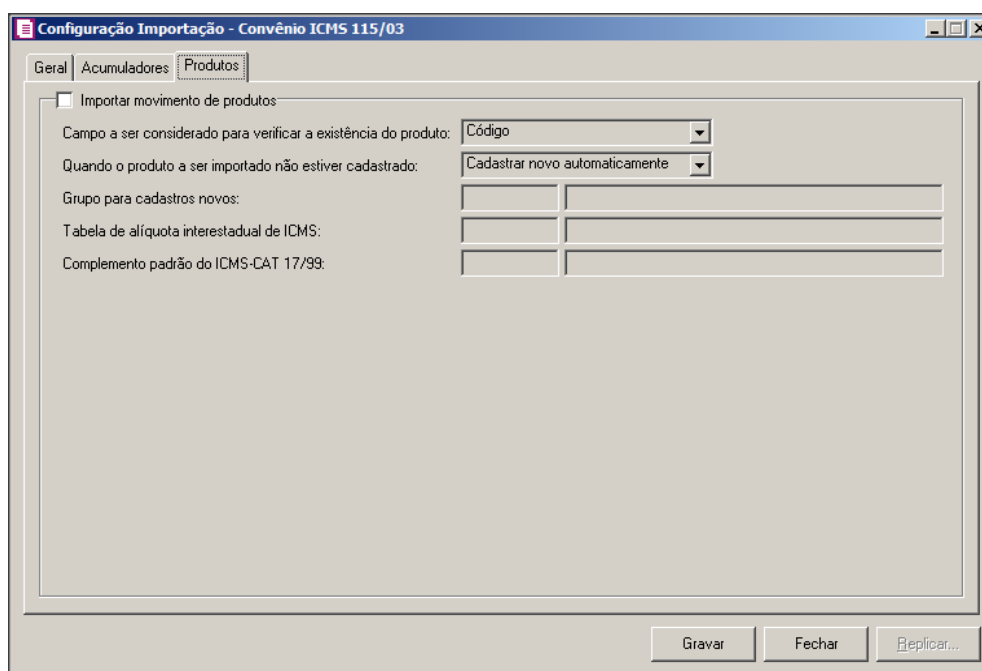 Configuração Importação - Convênio ICMS 115/03
Geral Acumuladores Produtos
Importar movimento de produtos
Campo a ser considerado para verificar a existência do produto: Código
Quando o produto a ser importado não estiver cadastrado: Cadastrar novo automaticamente
Grupo para cadastros novos:
Tabela de alíquota interestadual de ICMS:
Complemento padrão do ICMS-CAT 17/99:
Gravar Fechar Replicar...